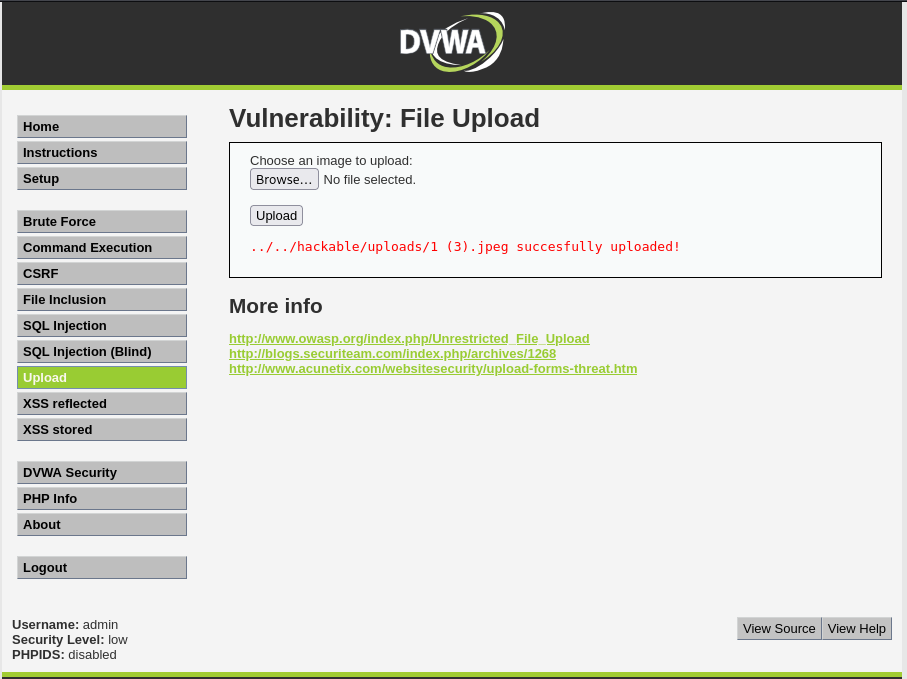 DVWA
Home
Instructions
Setup
Brute Force
Command Execution
CSRF
File Inclusion
SQL Injection
SQL Injection (Blind)
Upload
XSS reflected
XSS stored
DVWA Security
PHP Info
About
Logout
Vulnerability: File Upload
Choose an image to upload:
Browse... No file selected.
Upload
../../hackable/uploads/1 (3).jpeg succesfully uploaded!
More info
http://www.owasp.org/index.php/Unrestricted_File_Upload
http://blogs.securiteam.com/index.php/archives/1268
http://www.acunetix.com/websitesecurity/upload-forms-threat.htm
Username: admin
Security Level: low
PHPIDS: disabled
View Source View Help